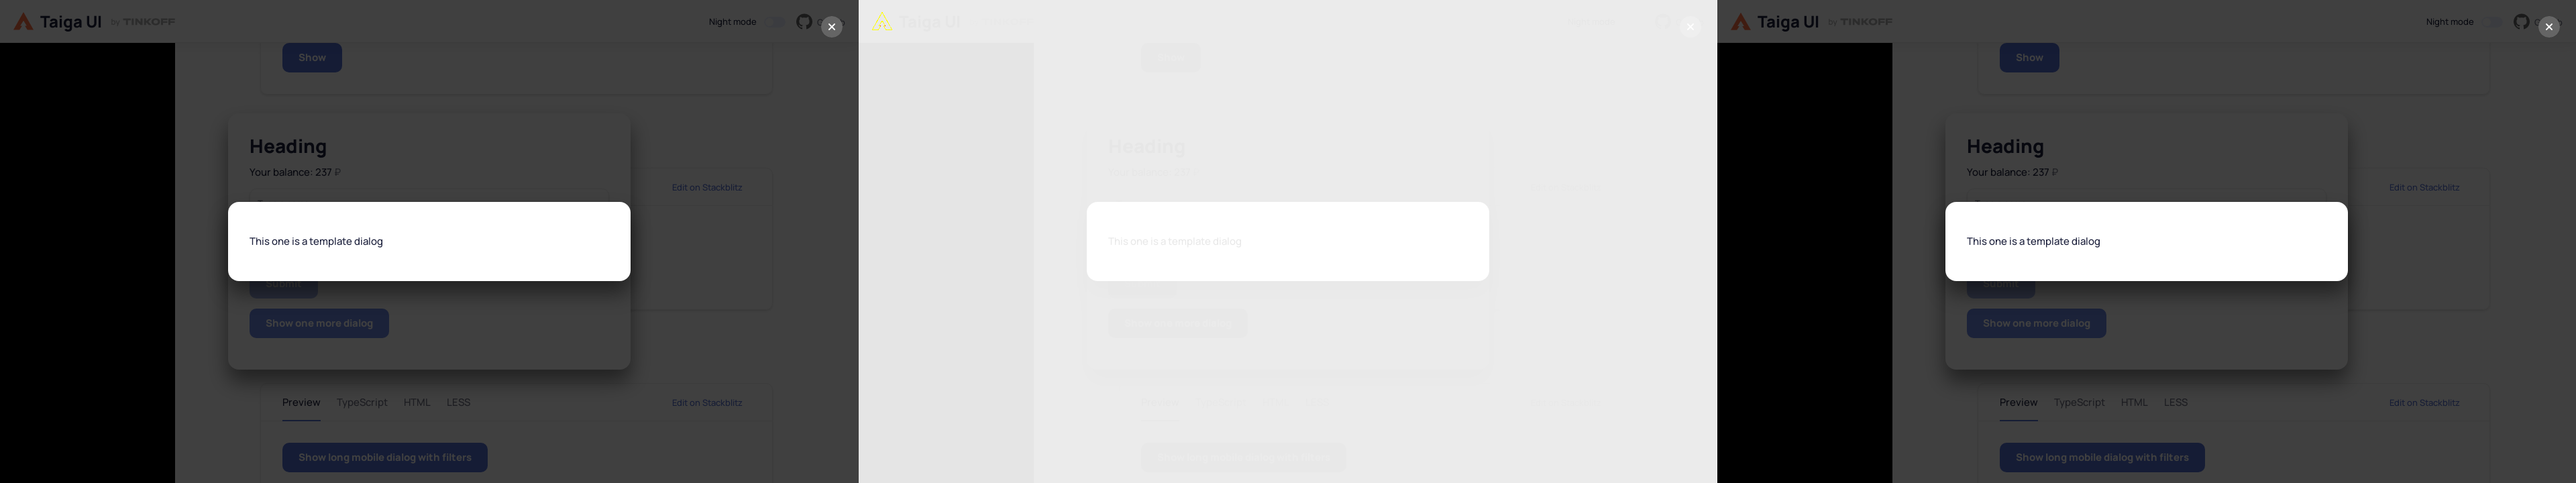 Taiga UI by TINKOFF
Night mode
Show
Heading
Your balance: 237 ₽
Edit on Stackblitz
This one is a template dialog
Submit
Show one more dialog
Preview TypeScript HTML LESS
Edit on Stackblitz
Show long mobile dialog with filters
Taiga UI
Heading
This one is a template dialog
Taiga UI by TINKOFF
Night mode
Show
Heading
Your balance: 237 ₽
Edit on Stackblitz
This one is a template dialog
Submit
Show one more dialog
Preview TypeScript HTML LESS
Edit on Stackblitz
Show long mobile dialog with filters